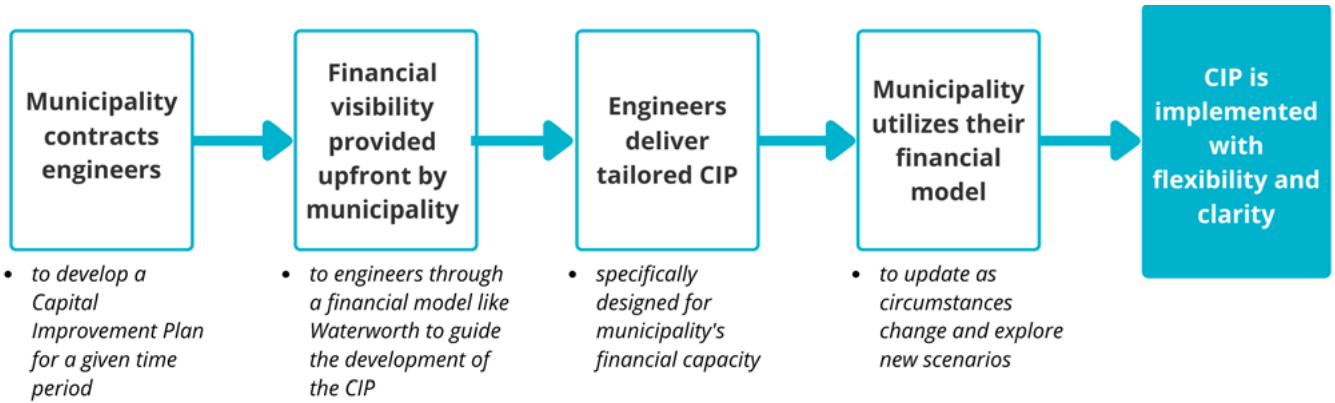 Municipality
contracts
engineers
Financial
visibility
provided
upfront by
municipality
Engineers
deliver
tailored CIP
Municipality
utilizes their
financial
model
CIP is
implemented
with
flexibility and
clarity
• to develop a
Capital
Improvement Plan
for a given time
period
• to engineers through
a financial model like
Waterworth to guide
the development of
the CIP
• specifically
designed for
municipality's
financial capacity
• to update as
circumstances
change and explore
new scenarios